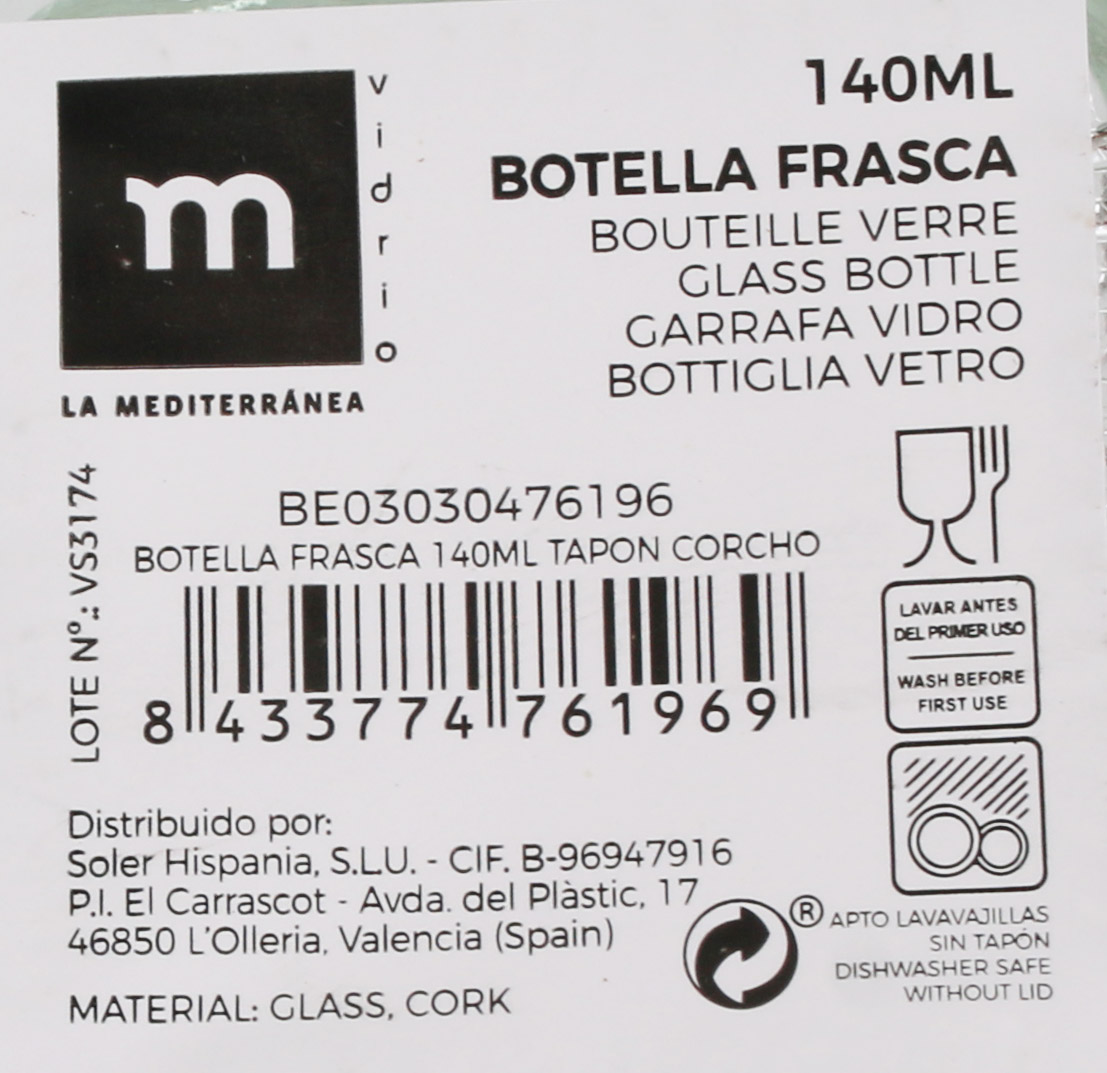 m
vidrio
LA MEDITERRÁNEA
140ML
BOTELLA FRASCA
BOUTEILLE VERRE
GLASS BOTTLE
GARRAFA VIDRO
BOTTIGLIA VETRO
LOTE Nº.: VS3174
BE03030476196
BOTELLA FRASCA 140ML TAPON CORCHO
8 433774 761969
LAVAR ANTES
DEL PRIMER USO
WASH BEFORE
FIRST USE
Distribuido por:
Soler Hispania, S.L.U. - CIF. B-96947916
P.I. El Carrascot - Avda. del Plàstic, 17
46850 L'Olleria, Valencia (Spain)
MATERIAL: GLASS, CORK
®
APTO LAVAVAJILLAS
SIN TAPÓN
DISHWASHER SAFE
WITHOUT LID